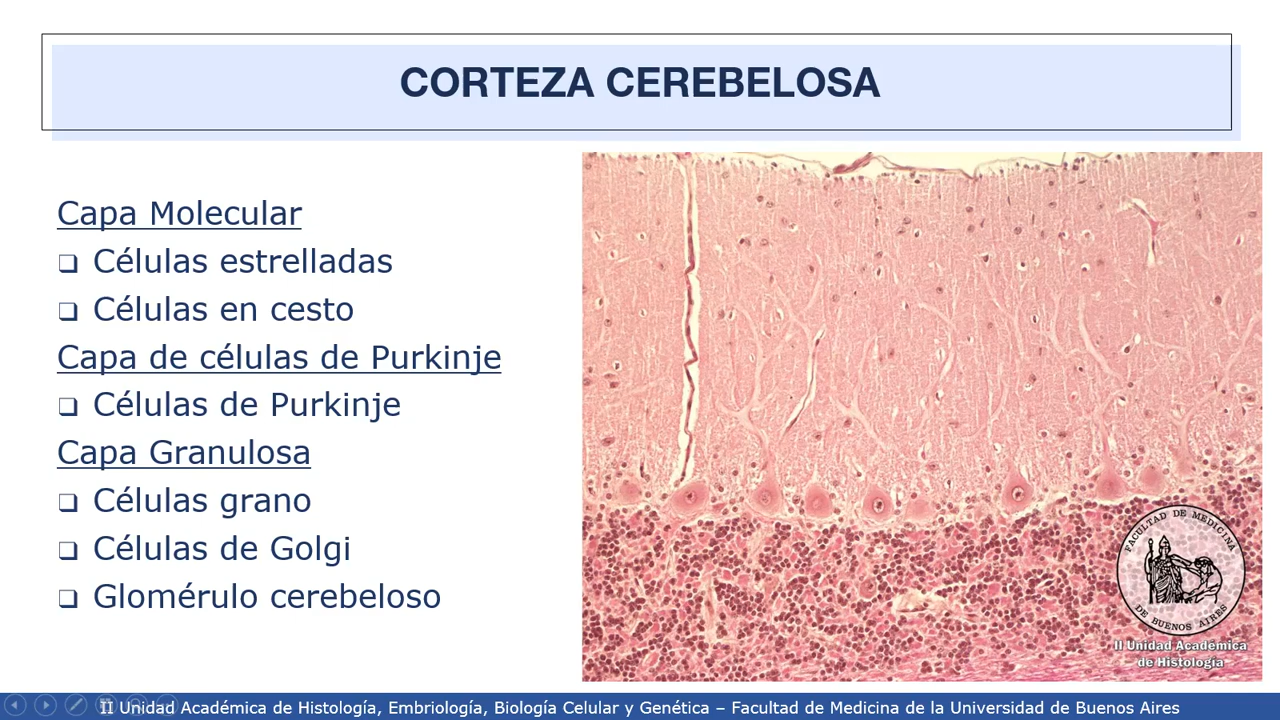 CORTEZA CEREBELOSA
Capa Molecular
❑ Células estrelladas
❑ Células en cesto
Capa de células de Purkinje
❑ Células de Purkinje
Capa Granulosa
❑ Células grano
❑ Células de Golgi
❑ Glomérulo cerebeloso
FACULTAD DE MEDICINA
DE BUENOS AIRES
II Unidad Académica
de Histología
II Unidad Académica de Histología, Embriología, Biología Celular y Genética – Facultad de Medicina de la Universidad de Buenos Aires